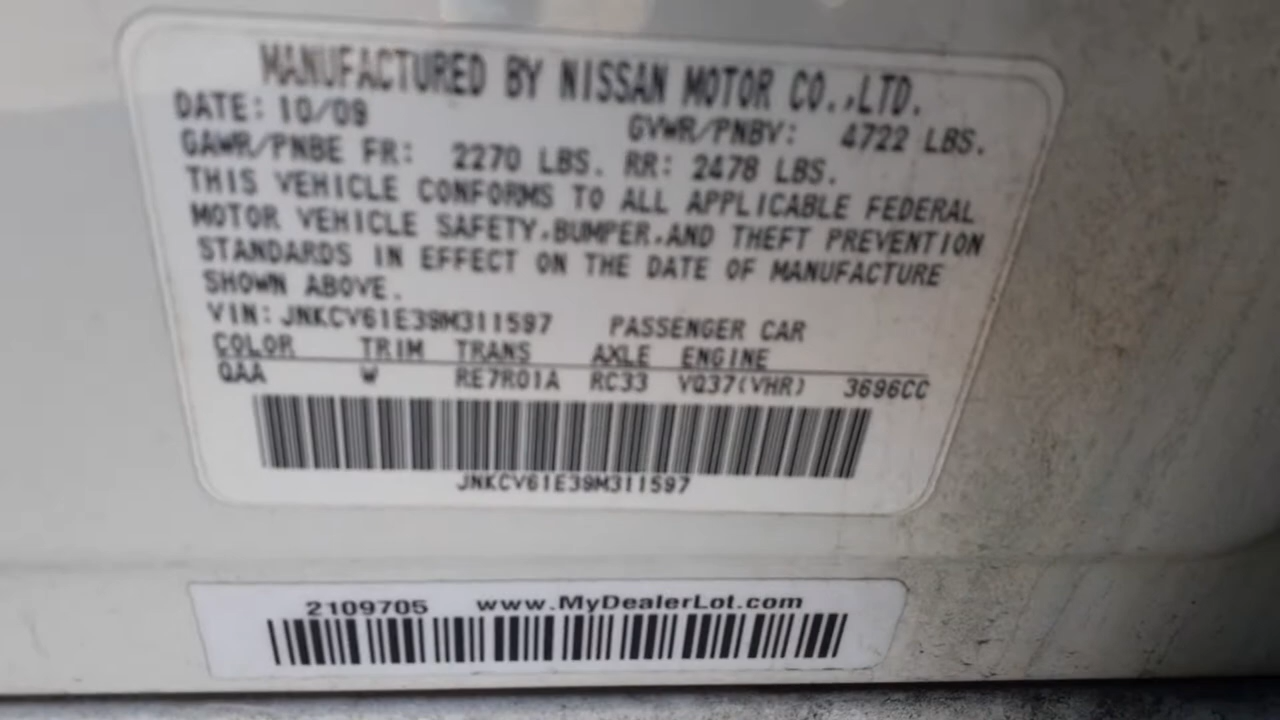 MANUFACTURED BY NISSAN MOTOR CO.,LTD.
DATE: 10/09 GVWR/PNBV: 4722 LBS.
GAWR/PNBE FR: 2270 LBS. RR: 2478 LBS.
THIS VEHICLE CONFORMS TO ALL APPLICABLE FEDERAL
MOTOR VEHICLE SAFETY,BUMPER,AND THEFT PREVENTION
STANDARDS IN EFFECT ON THE DATE OF MANUFACTURE
SHOWN ABOVE.
VIN: JNKCV61E39M311597 PASSENGER CAR
COLOR TRIM TRANS AXLE ENGINE
QAA W RE7R01A RC33 VQ37(VHR) 3696CC
JNKCV61E39M311597
2109705 www.MyDealerLot.com